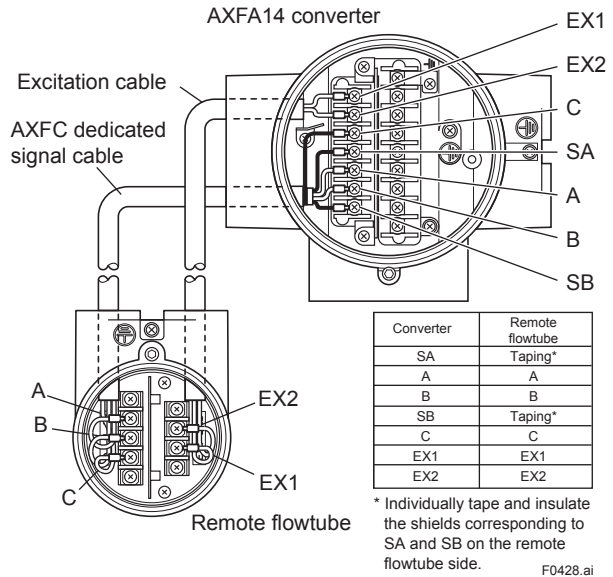 AXFA14 converter
EX1
EX2
C
SA
A
B
SB
Excitation cable
AXFC dedicated
signal cable
A
B
C
EX2
EX1
Remote flowtube
Converter Remote flowtube
SA Taping*
A A
B B
SB Taping*
C C
EX1 EX1
EX2 EX2
* Individually tape and insulate
the shields corresponding to
SA and SB on the remote
flowtube side.
F0428.ai